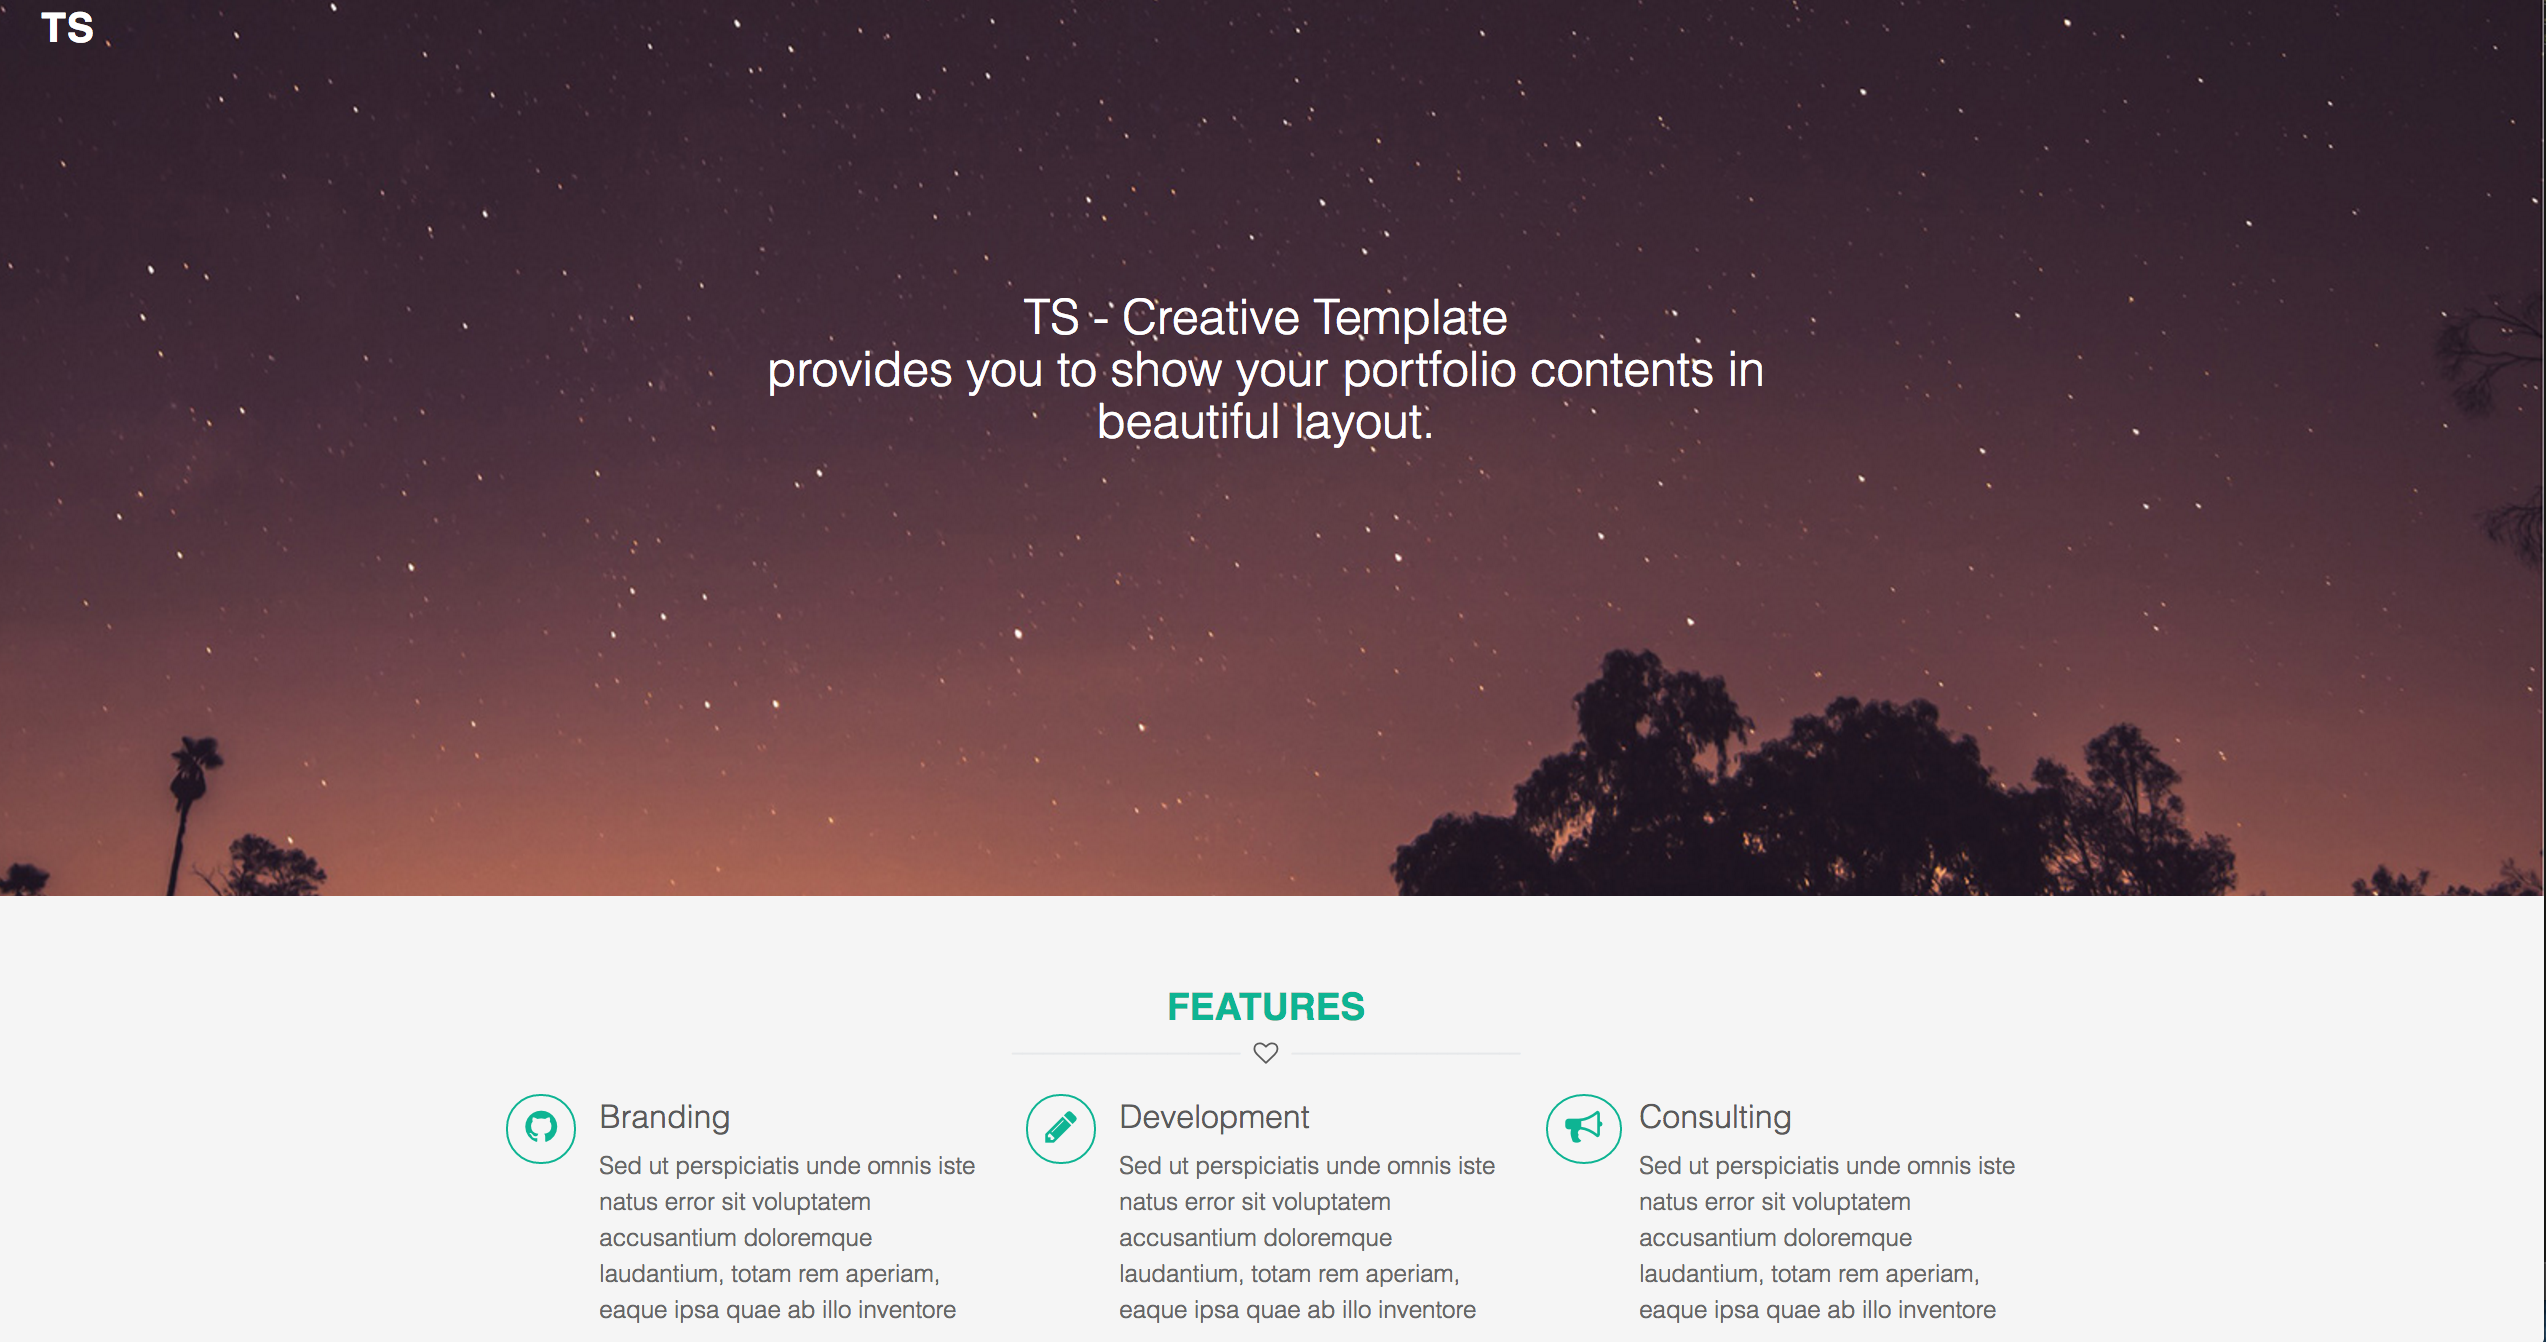 TS
TS - Creative Template
provides you to show your portfolio contents in
beautiful layout.
FEATURES
Branding
Sed ut perspiciatis unde omnis iste
natus error sit voluptatem
accusantium doloremque
laudantium, totam rem aperiam,
eaque ipsa quae ab illo inventore
Development
Sed ut perspiciatis unde omnis iste
natus error sit voluptatem
accusantium doloremque
laudantium, totam rem aperiam,
eaque ipsa quae ab illo inventore
Consulting
Sed ut perspiciatis unde omnis iste
natus error sit voluptatem
accusantium doloremque
laudantium, totam rem aperiam,
eaque ipsa quae ab illo inventore